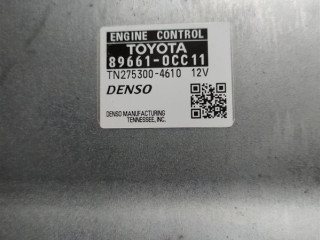 ENGINE CONTROL
TOYOTA
89661-0CC11
TN275300-4610 12V
DENSO
DENSO MANUFACTURING
TENNESSEE, INC.